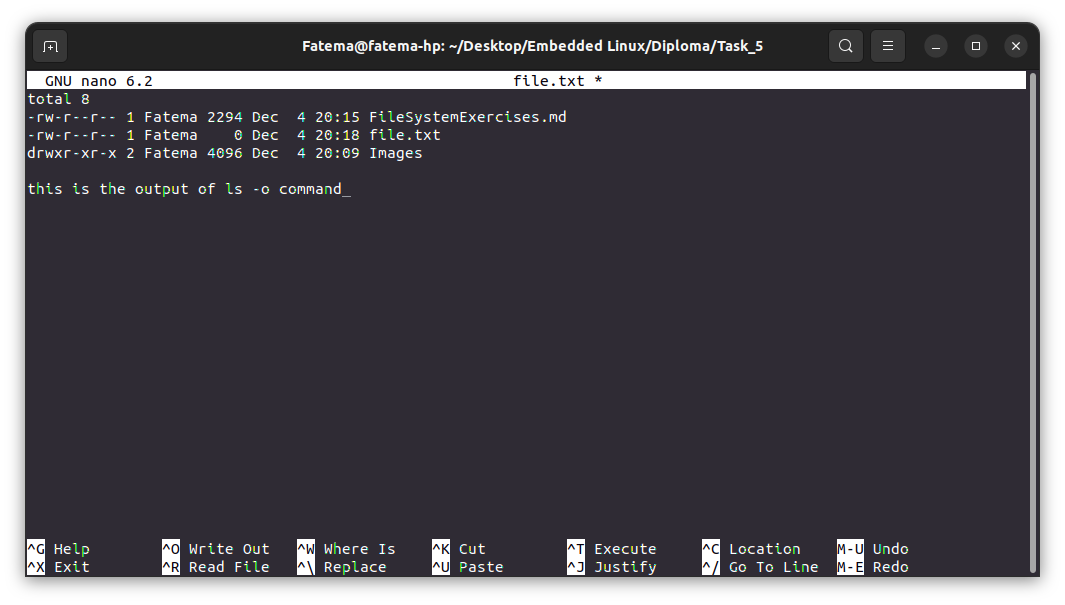 Fatema@fatema-hp: ~/Desktop/Embedded Linux/Diploma/Task_5
GNU nano 6.2 file.txt *
total 8
-rw-r--r-- 1 Fatema 2294 Dec  4 20:15 FileSystemExercises.md
-rw-r--r-- 1 Fatema    0 Dec  4 20:18 file.txt
drwxr-xr-x 2 Fatema 4096 Dec  4 20:09 Images
this is the output of ls -o command_
^G Help ^O Write Out ^W Where Is ^K Cut ^T Execute ^C Location M-U Undo
^X Exit ^R Read File ^\ Replace ^U Paste ^J Justify ^/ Go To Line M-E Redo